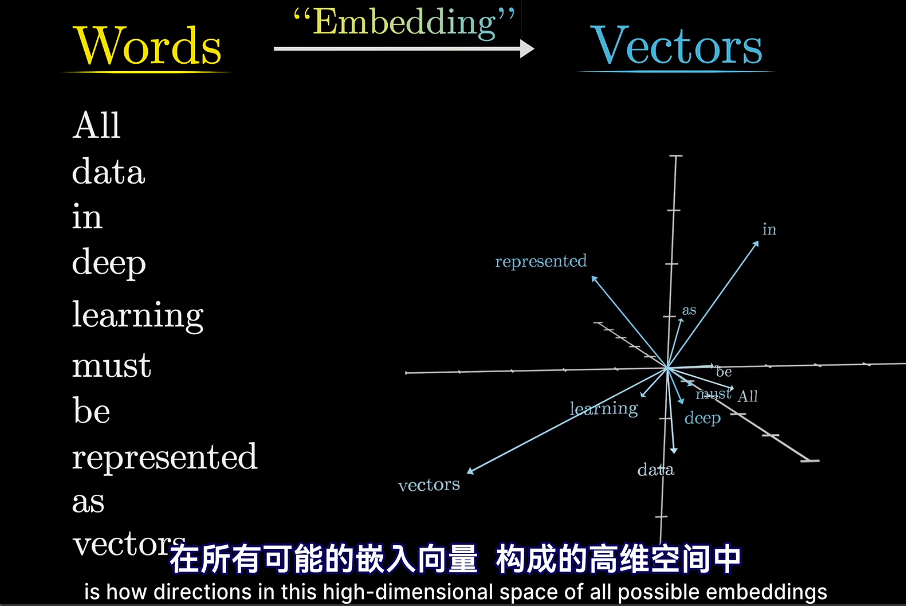 Words
“Embedding”
Vectors
All
data
in
deep
learning
must
be
represented
as
vectors
in
represented
as
be
must
All
learning
deep
data
vectors
在所有可能的嵌入向量 构成的高维空间中
is how directions in this high-dimensional space of all possible embeddings